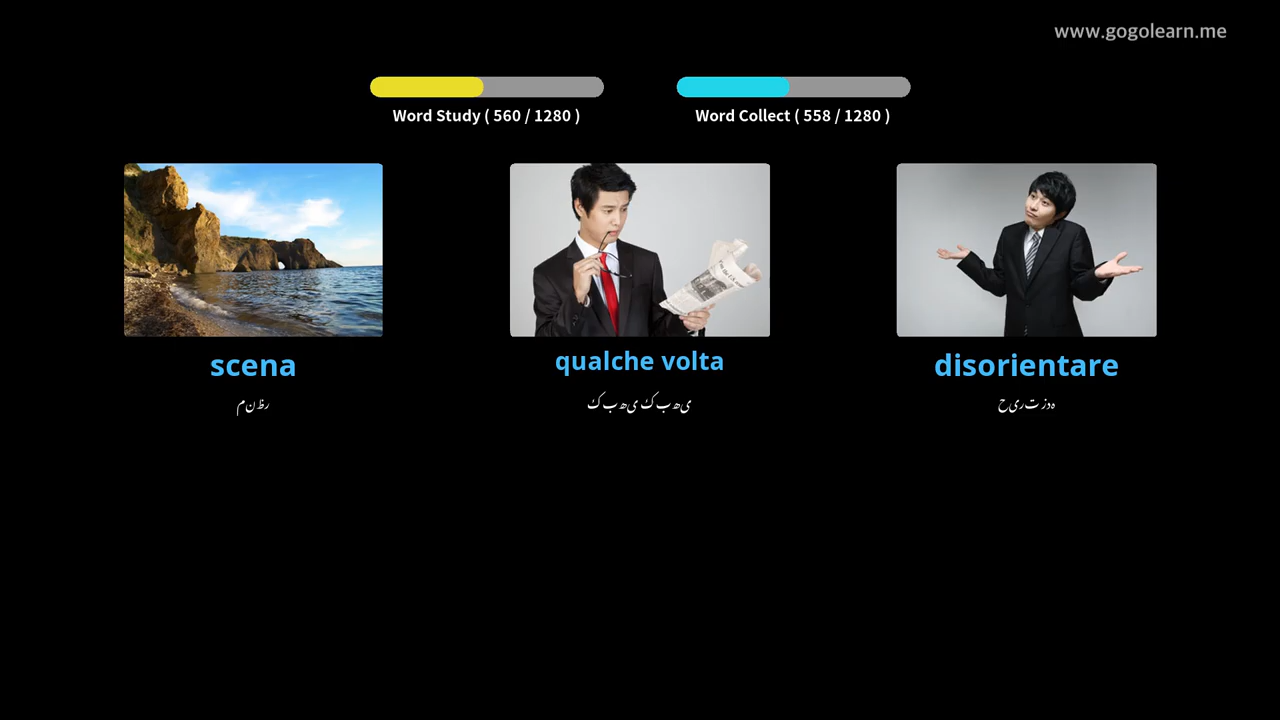 www.gogolearn.me
Word Study ( 560 / 1280 )
Word Collect ( 558 / 1280 )
scena
منظر
qualche volta
کبھی کبھی
disorientare
حیرت زدہ